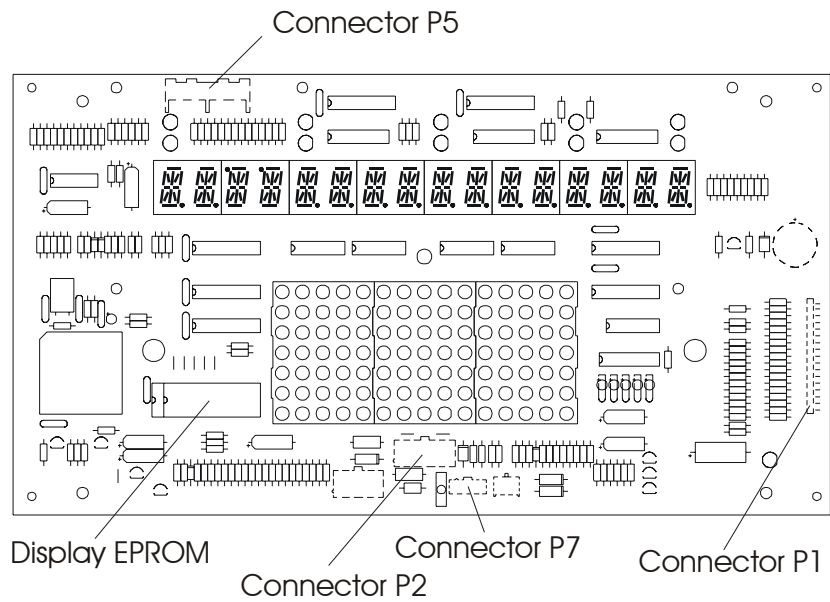 Connector P5
Display EPROM
Connector P2
Connector P7
Connector P1